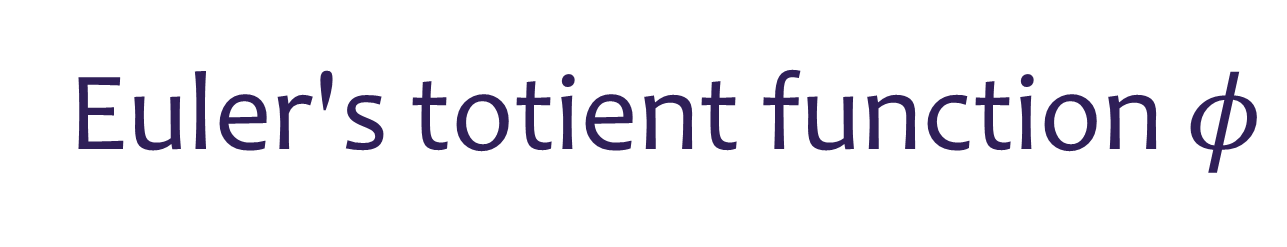 Euler's totient function ϕ